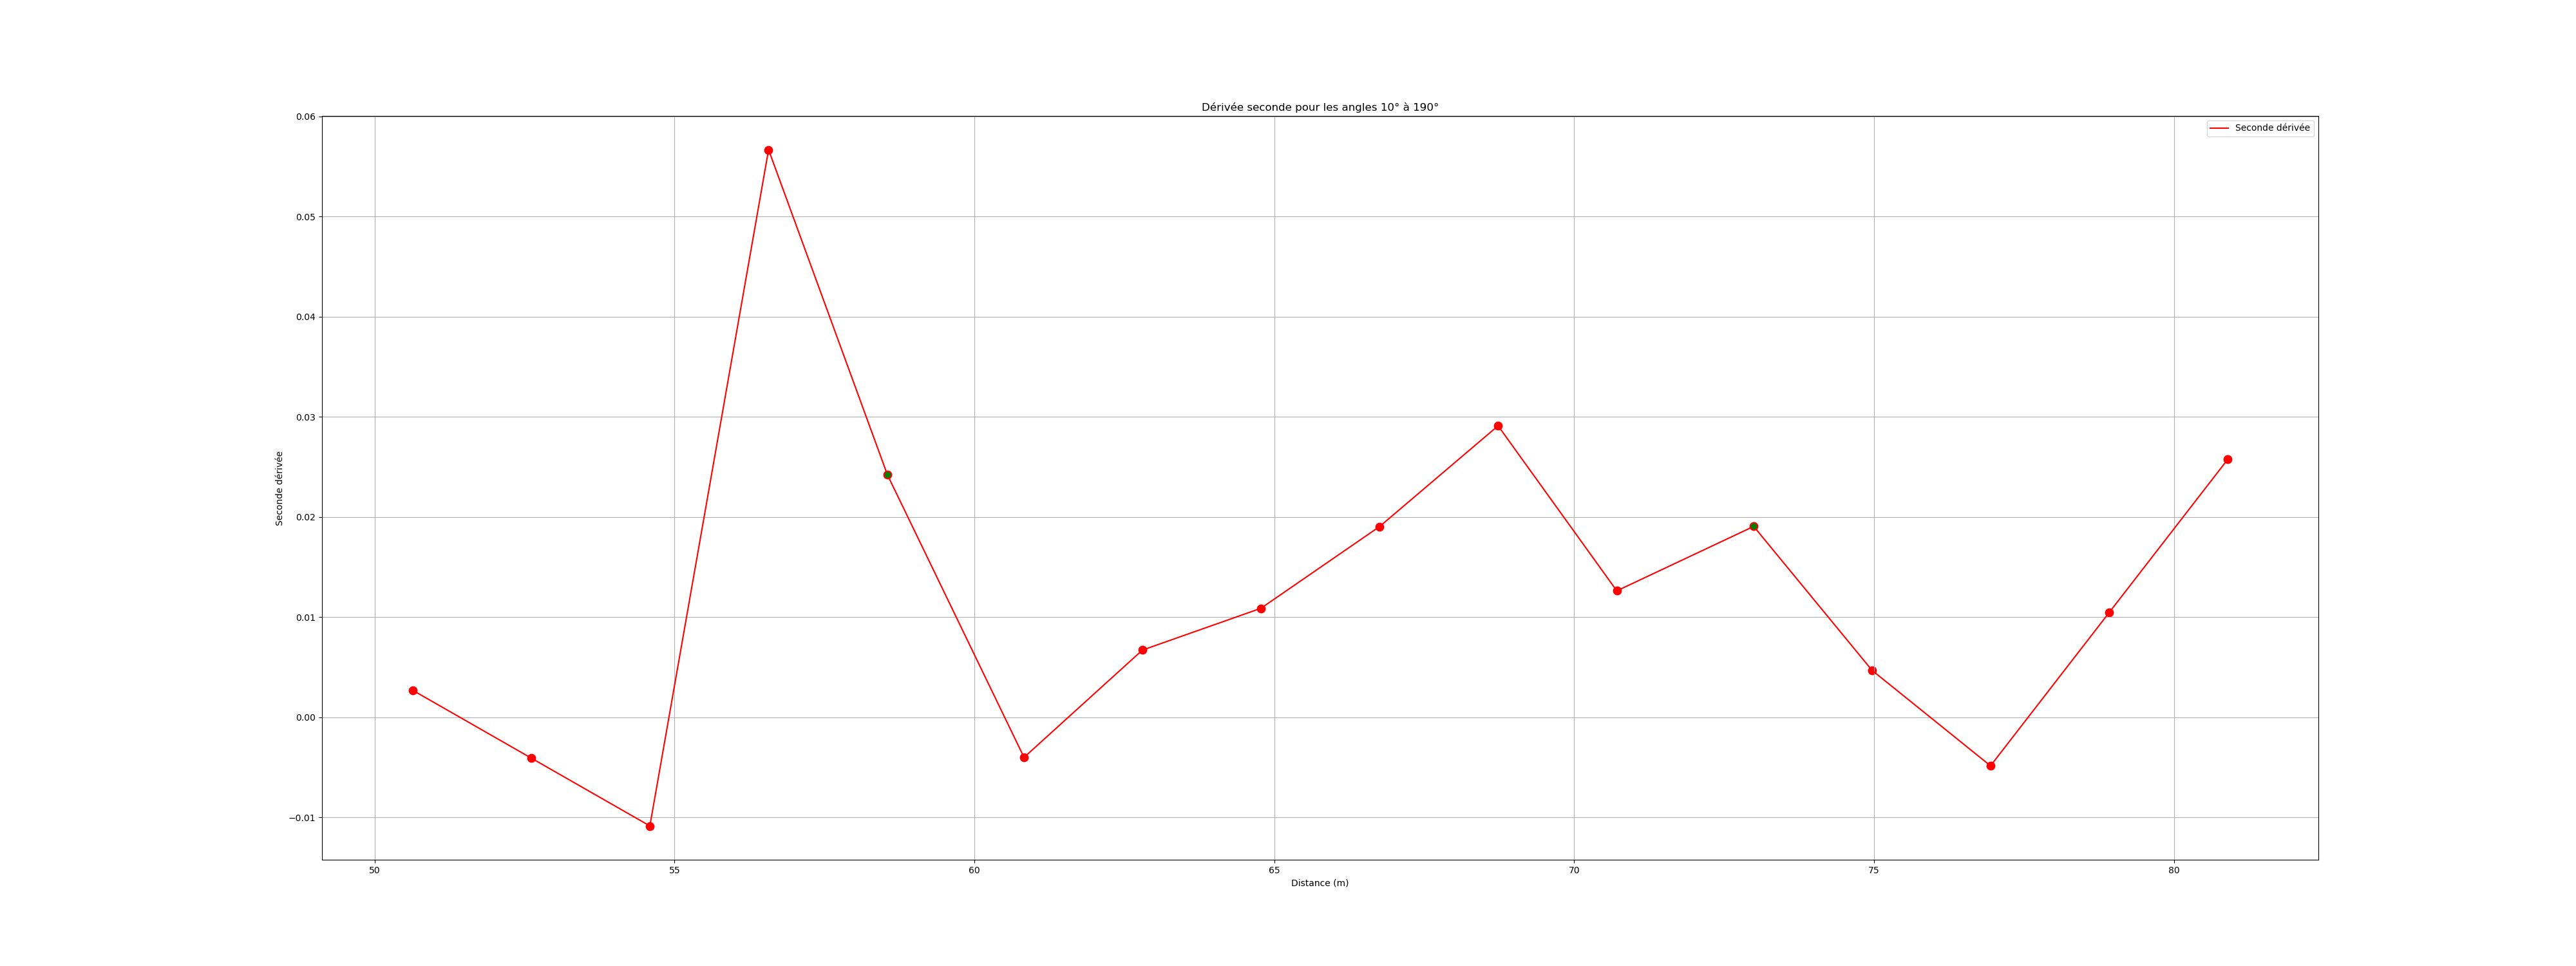 Dérivée seconde pour les angles 10° à 190°
Seconde dérivée
0.06
0.05
0.04
0.03
0.02
0.01
0.00
−0.01
Seconde dérivée
50 55 60 65 70 75 80
Distance (m)